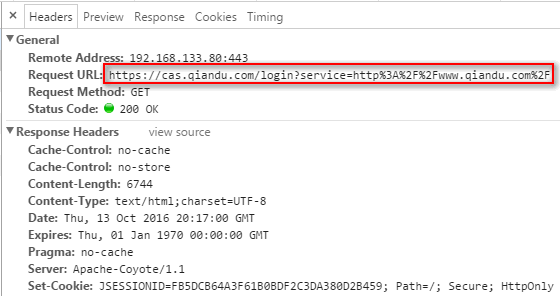 × Headers Preview Response Cookies Timing
▼General
Remote Address: 192.168.133.80:443
Request URL: https://cas.qiandu.com/login?service=http%3A%2F%2Fwww.qiandu.com%2F
Request Method: GET
Status Code: 200 OK
▼Response Headers view source
Cache-Control: no-cache
Cache-Control: no-store
Content-Length: 6744
Content-Type: text/html;charset=UTF-8
Date: Thu, 13 Oct 2016 20:17:00 GMT
Expires: Thu, 01 Jan 1970 00:00:00 GMT
Pragma: no-cache
Server: Apache-Coyote/1.1
Set-Cookie: JSESSIONID=FB5DCB64A3F61B0BDF2C3DA380D2B459; Path=/; Secure; HttpOnly